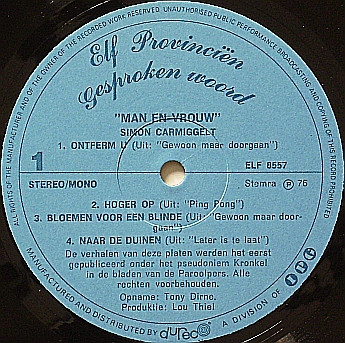 ALL RIGHTS OF THE MANUFACTURER AND OF THE OWNER OF THE RECORDED WORK RESERVED. UNAUTHORISED PUBLIC PERFORMANCE BROADCASTING AND COPYING OF THIS RECORD PROHIBITED
Elf Provinciën
Gesproken woord
"MAN EN VROUW"
SIMON CARMIGGELT
1. ONTFERM U (Uit: "Gewoon maar doorgaan")
1
ELF 8557
STEREO/MONO
Stemra Ⓟ 76
2. HOGER OP (Uit: "Ping Pong")
3. BLOEMEN VOOR EEN BLINDE (Uit: "Gewoon maar door-
gaan")
4. NAAR DE DUINEN (Uit: "Later is te laat")
De verhalen van deze platen werden het eerst
gepubliceerd onder het pseudoniem Kronkel
in de bladen van de Paroolpers. Alle
rechten voorbehouden.
Opname: Tony Dirne.
Produktie: Lou Thiel
MANUFACTURED AND DISTRIBUTED BY dureco A DIVISION OF